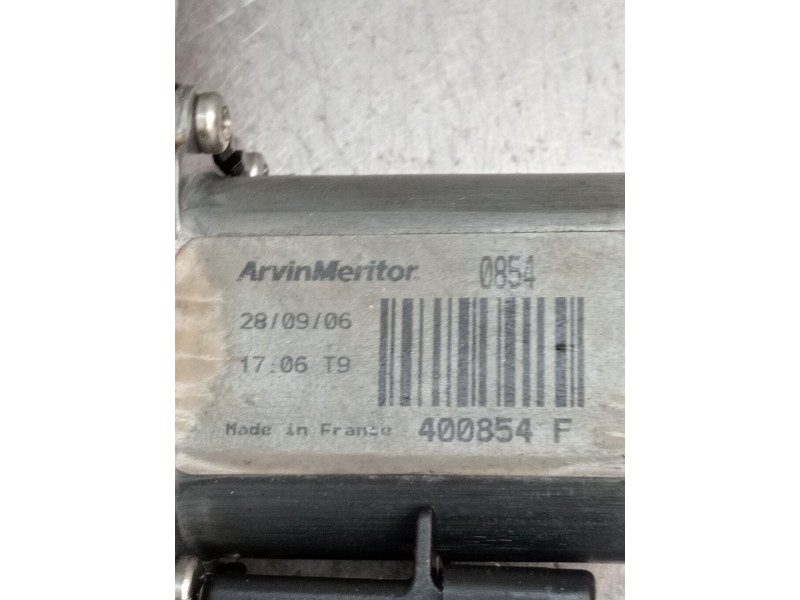 ArvinMeritor 0854
28/09/06
17:06 T9
Made in France 400854 F